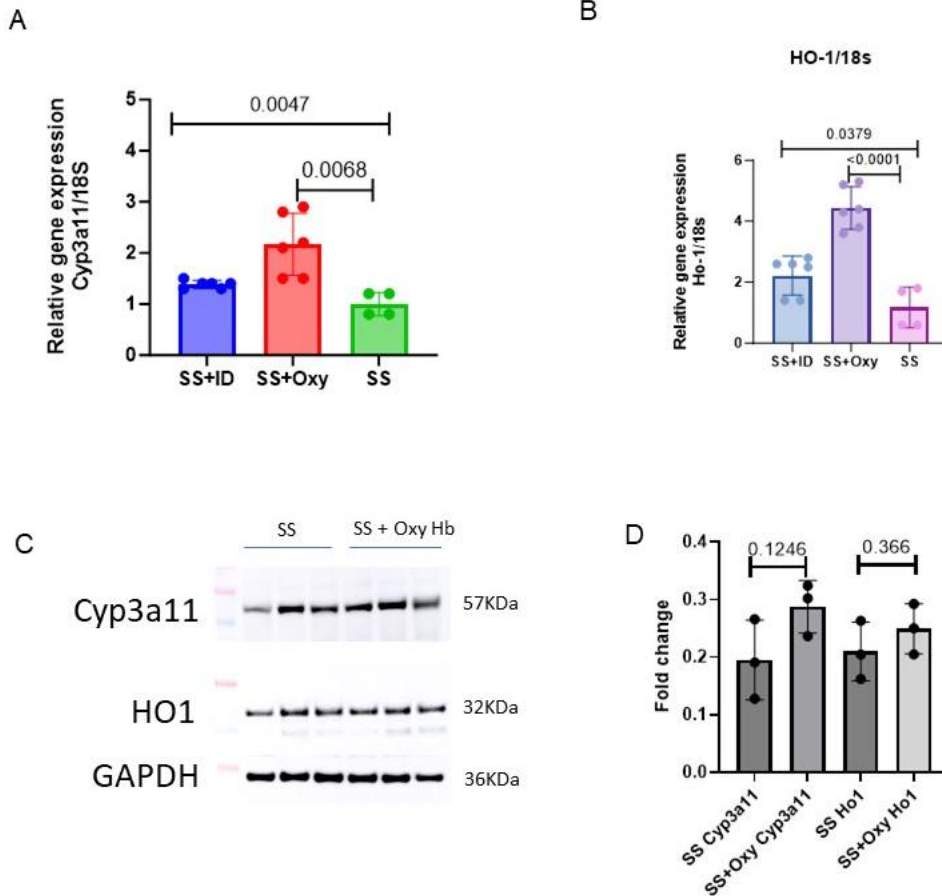 A
Relative gene expression
Cyp3a11/18S
5
4
3
2
1
0
0.0047
0.0068
SS+ID
SS+Oxy
SS
B
HO-1/18s
Relative gene expression
Ho-1/18s
6
4
2
0
0.0379
<0.0001
SS+ID
SS+Oxy
SS
C
SS
SS + Oxy Hb
Cyp3a11
57KDa
HO1
32KDa
GAPDH
36KDa
D
Fold change
0.4
0.3
0.2
0.1
0.0
0.1246
0.366
SS Cyp3a11
SS+Oxy Cyp3a11
SS Ho1
SS+Oxy Ho1